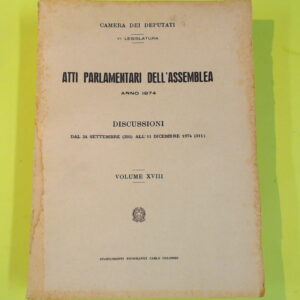 CAMERA DEI DEPUTATI
VI LEGISLATURA
ATTI PARLAMENTARI DELL'ASSEMBLEA
ANNO 1974
DISCUSSIONI
DAL 24 SETTEMBRE (285) ALL'11 DICEMBRE 1974 (311)
VOLUME XVIII
STABILIMENTI TIPOGRAFICI CARLO COLOMBO